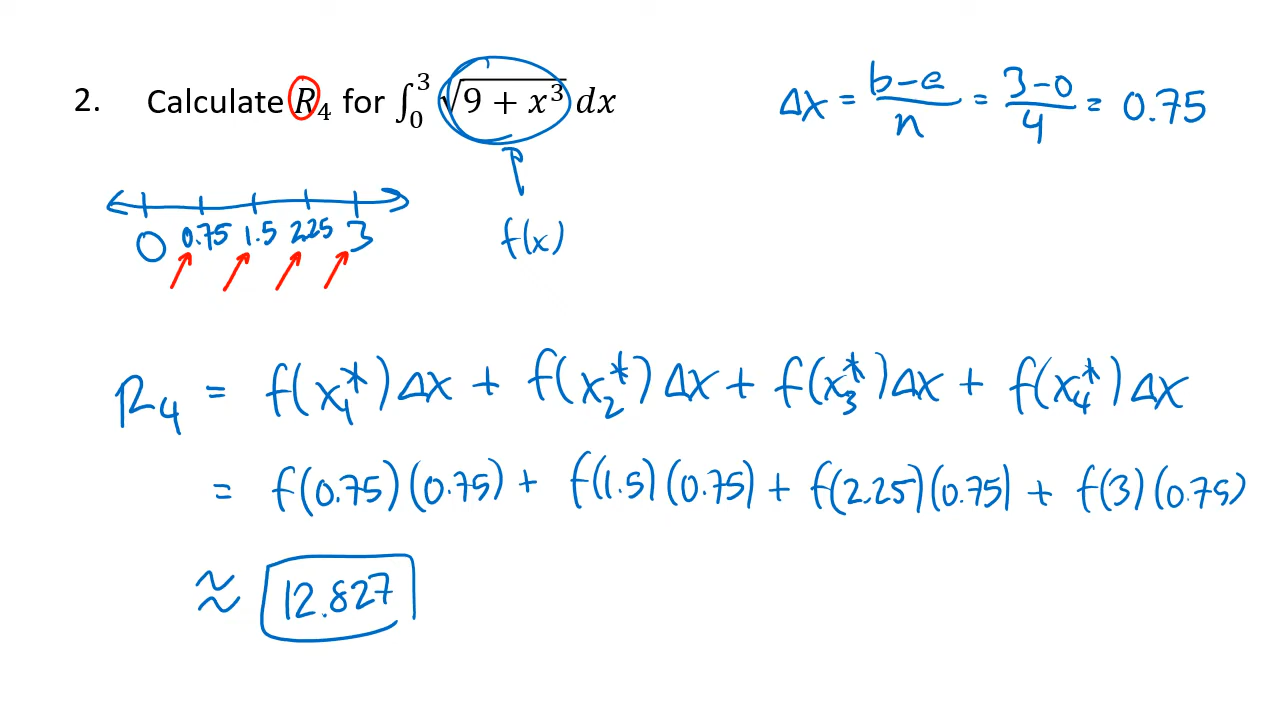 2. Calculate R₄ for ∫₀³ √(9 + x³) dx
Δx = (b-a)/n = (3-0)/4 = 0.75
0 0.75 1.5 2.25 3
f(x)
R₄ = f(x₁*)Δx + f(x₂*)Δx + f(x₃*)Δx + f(x₄*)Δx
= f(0.75)(0.75) + f(1.5)(0.75) + f(2.25)(0.75) + f(3)(0.75)
≈ 12.827